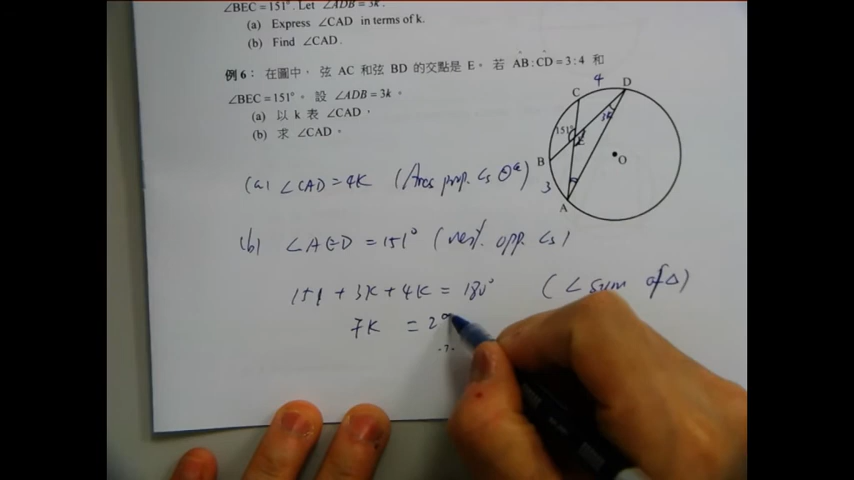 ∠BEC = 151°. Let ∠ADB = 3k.
(a) Express ∠CAD in terms of k.
(b) Find ∠CAD.
例 6： 在圖中， 弦 AC 和弦 BD 的交點是 E。 若 AB : CD = 3 : 4 和
∠BEC = 151°。 設 ∠ADB = 3k。
(a) 以 k 表 ∠CAD，
(b) 求 ∠CAD。
4
D
C
3k
151°
E
B
O
3
A
(a) ∠CAD = 4k (Arcs prop. ∠s ⊙ce)
(b) ∠AED = 151° (vert. opp. ∠s)
151 + 3k + 4k = 180° (∠ sum of Δ)
7k = 29
- 7 -